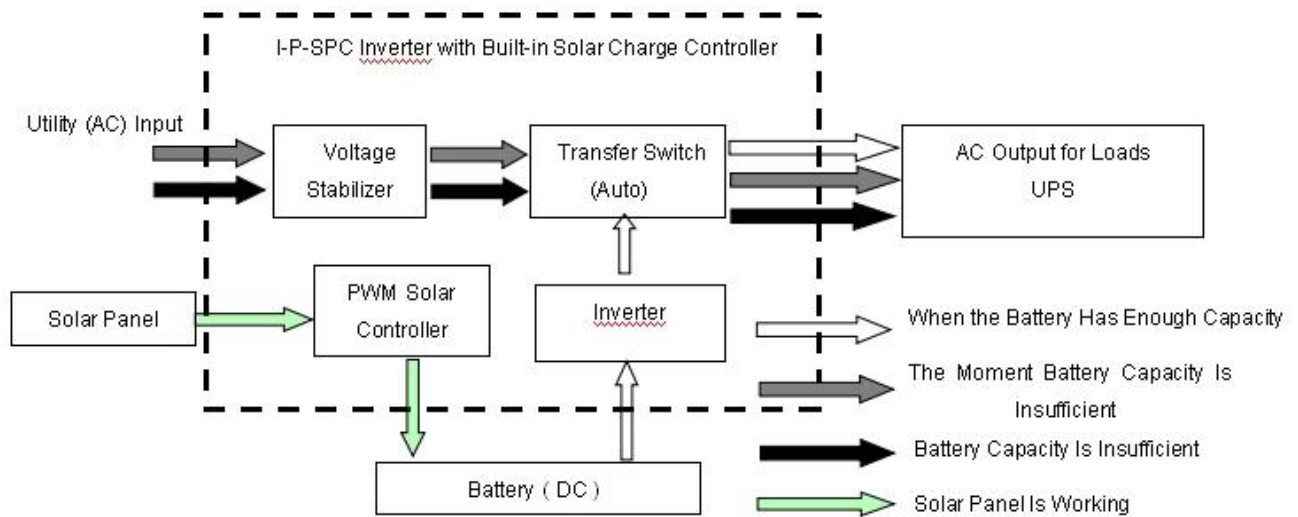 I-P-SPC Inverter with Built-in Solar Charge Controller
Utility (AC) Input
Voltage
Stabilizer
Transfer Switch
(Auto)
AC Output for Loads
UPS
Solar Panel
PWM Solar
Controller
Inverter
Battery ( DC )
When the Battery Has Enough Capacity
The Moment Battery Capacity Is
Insufficient
Battery Capacity Is Insufficient
Solar Panel Is Working